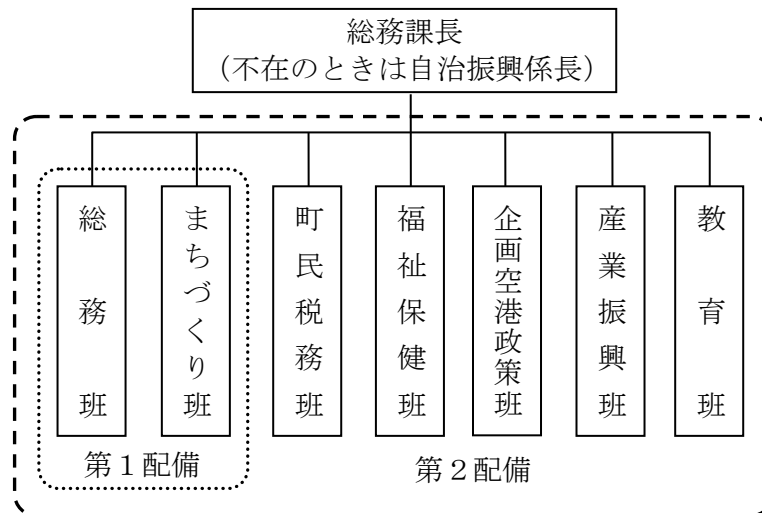 総務課長
（不在のときは自治振興係長）
総務班
まちづくり班
町民税務班
福祉保健班
企画空港政策班
産業振興班
教育班
第１配備
第２配備